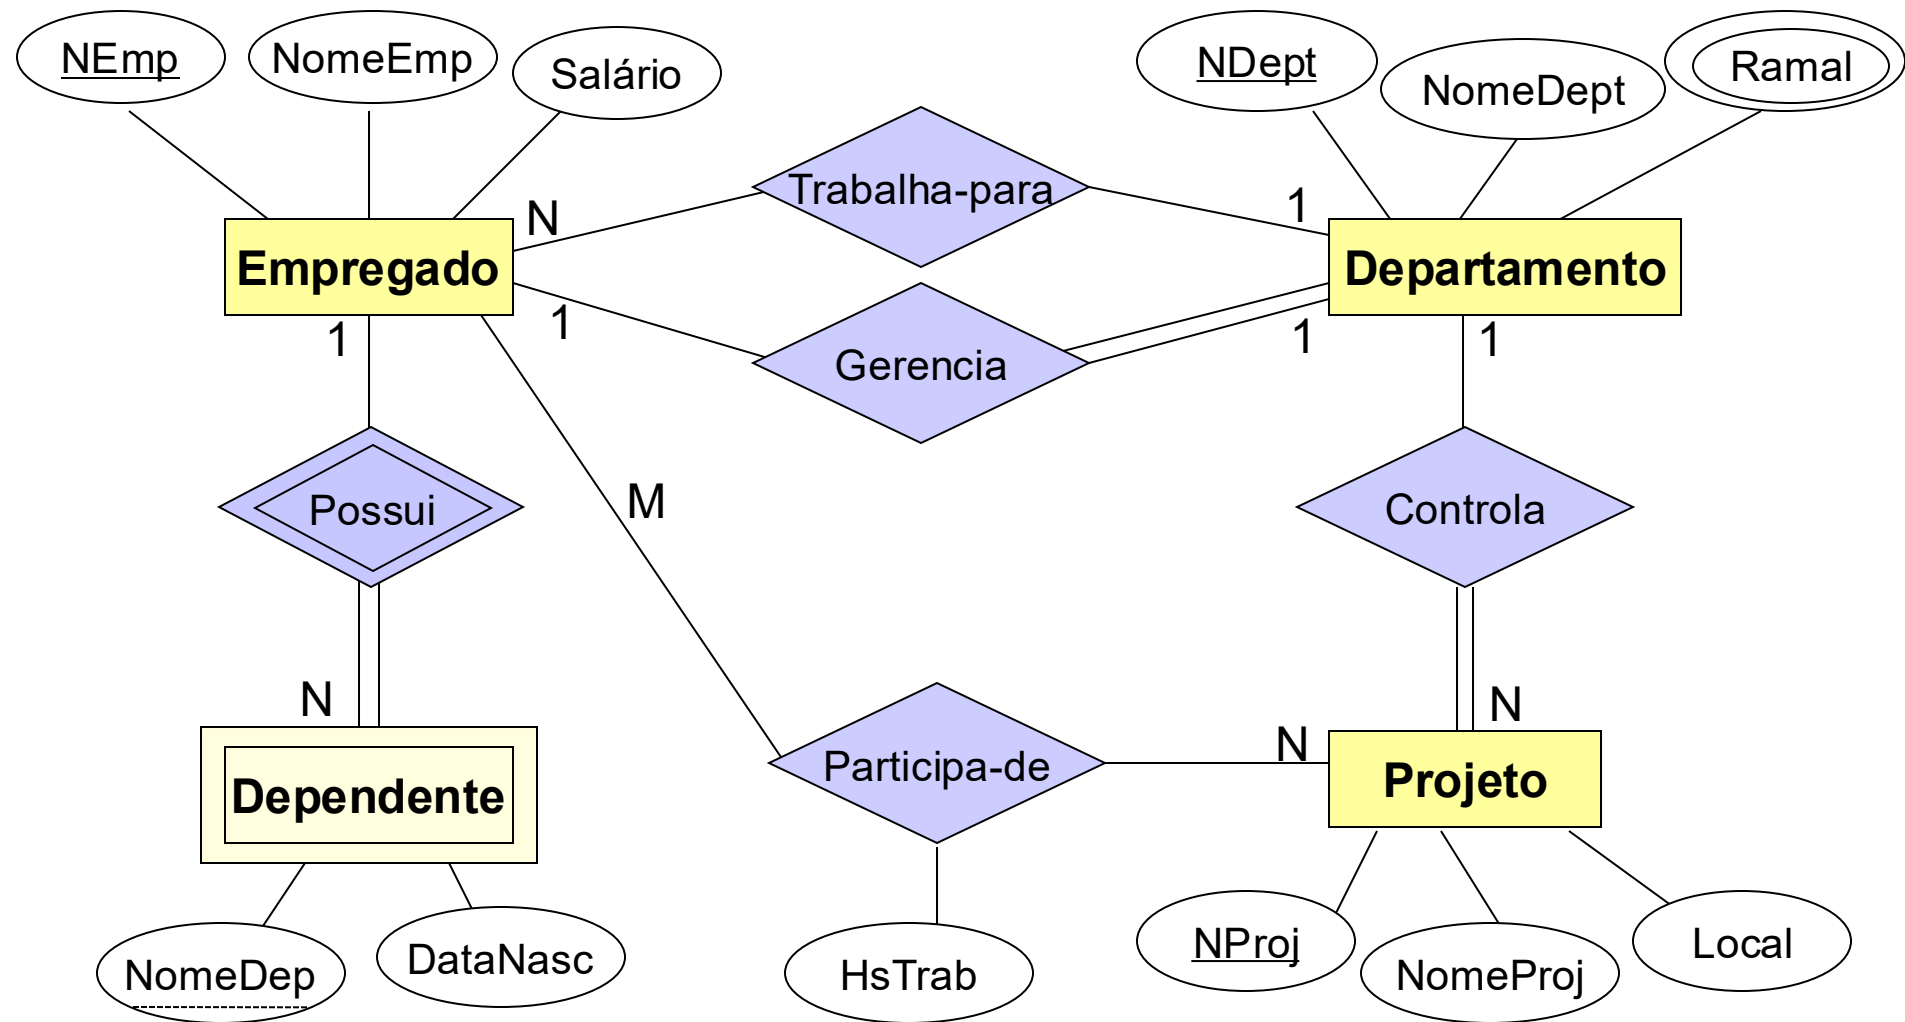 NEmp
NomeEmp
Salário
NDept
NomeDept
Ramal
Trabalha-para
N
1
Empregado
Departamento
1
1
1
1
Gerencia
Possui
M
Controla
N
N
N
Dependente
Participa-de
Projeto
NomeDep
DataNasc
HsTrab
NProj
NomeProj
Local